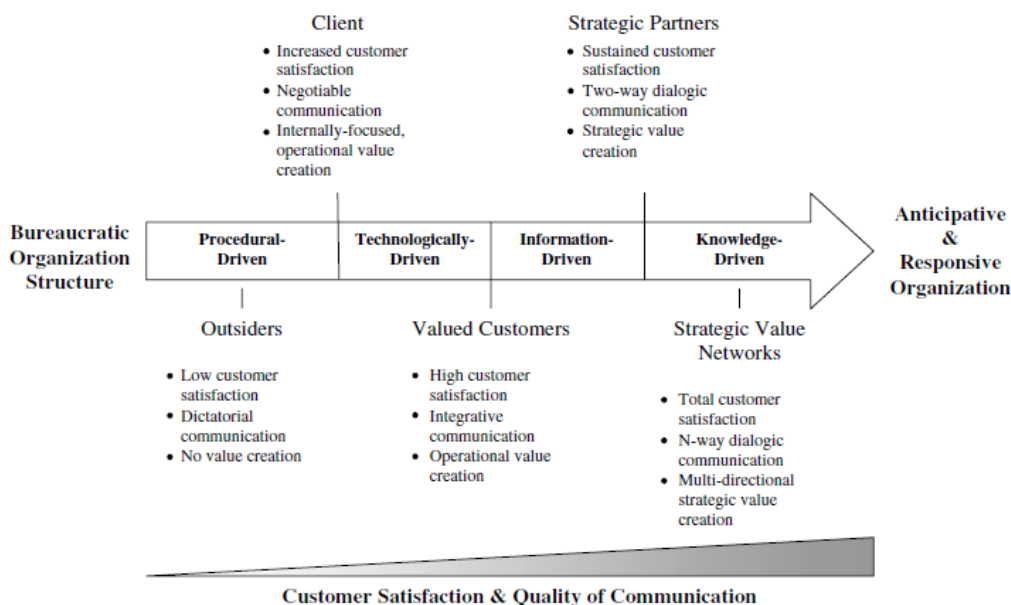 Client
• Increased customer
satisfaction
• Negotiable
communication
• Internally-focused,
operational value
creation
Strategic Partners
• Sustained customer
satisfaction
• Two-way dialogic
communication
• Strategic value
creation
Bureaucratic
Organization
Structure
Procedural-
Driven
Technologically-
Driven
Information-
Driven
Knowledge-
Driven
Anticipative
&
Responsive
Organization
Outsiders
• Low customer
satisfaction
• Dictatorial
communication
• No value creation
Valued Customers
• High customer
satisfaction
• Integrative
communication
• Operational value
creation
Strategic Value
Networks
• Total customer
satisfaction
• N-way dialogic
communication
• Multi-directional
strategic value
creation
Customer Satisfaction & Quality of Communication